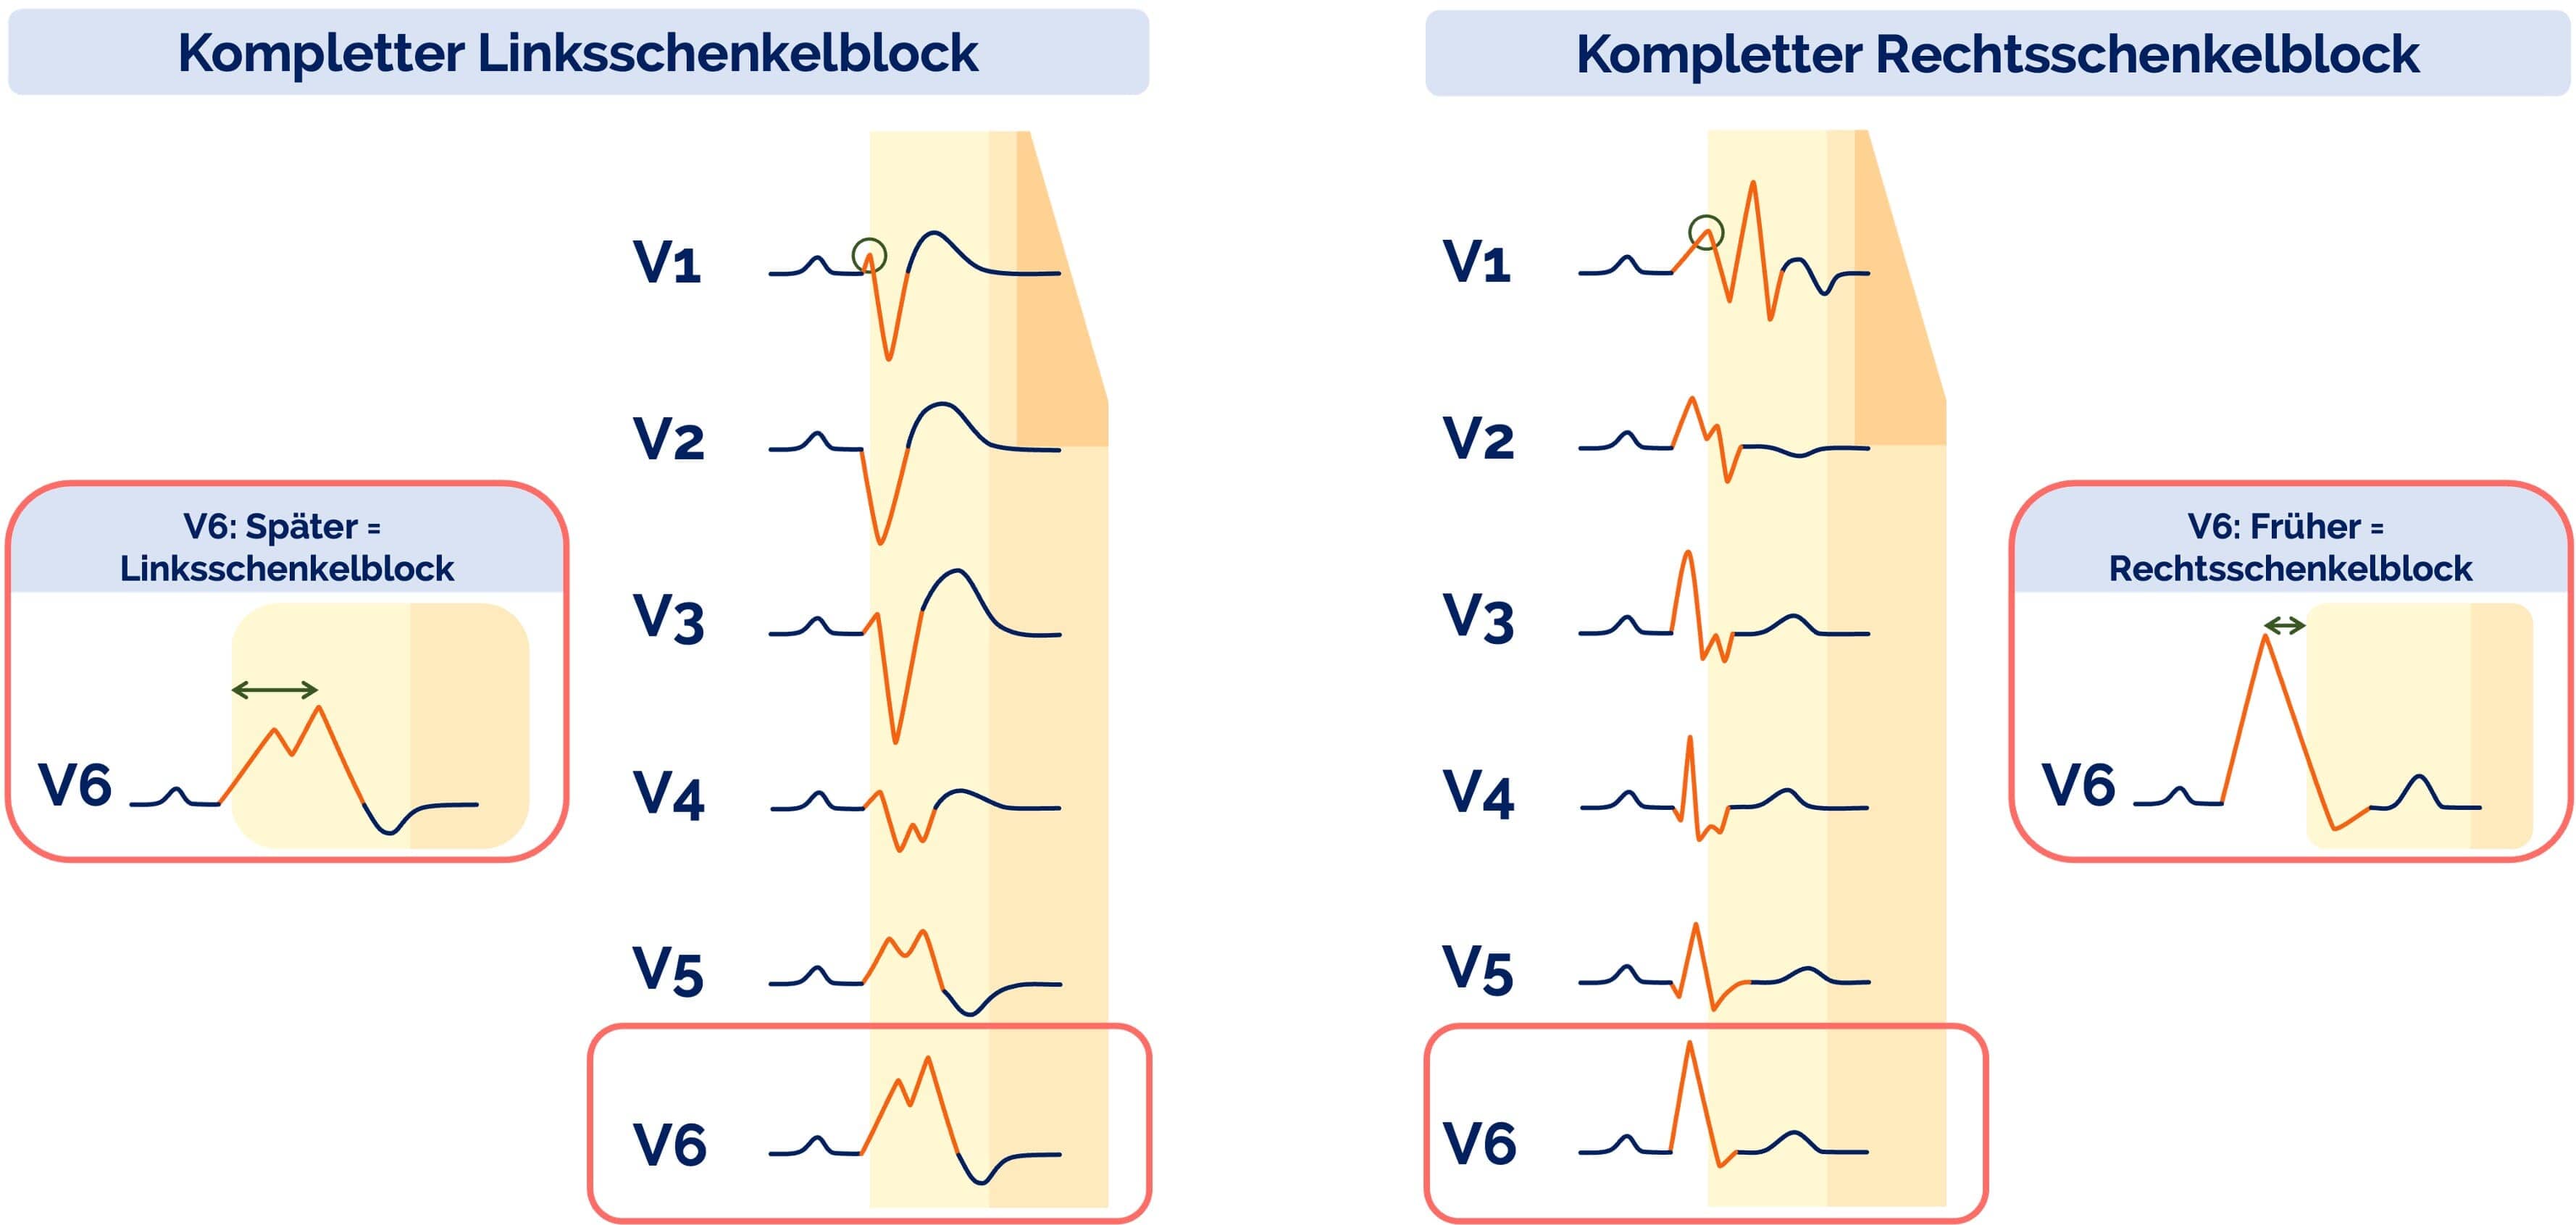 Kompletter Linksschenkelblock
V1
V2
V3
V4
V5
V6
V6: Später =
Linksschenkelblock
V6
Kompletter Rechtsschenkelblock
V1
V2
V3
V4
V5
V6
V6: Früher =
Rechtsschenkelblock
V6